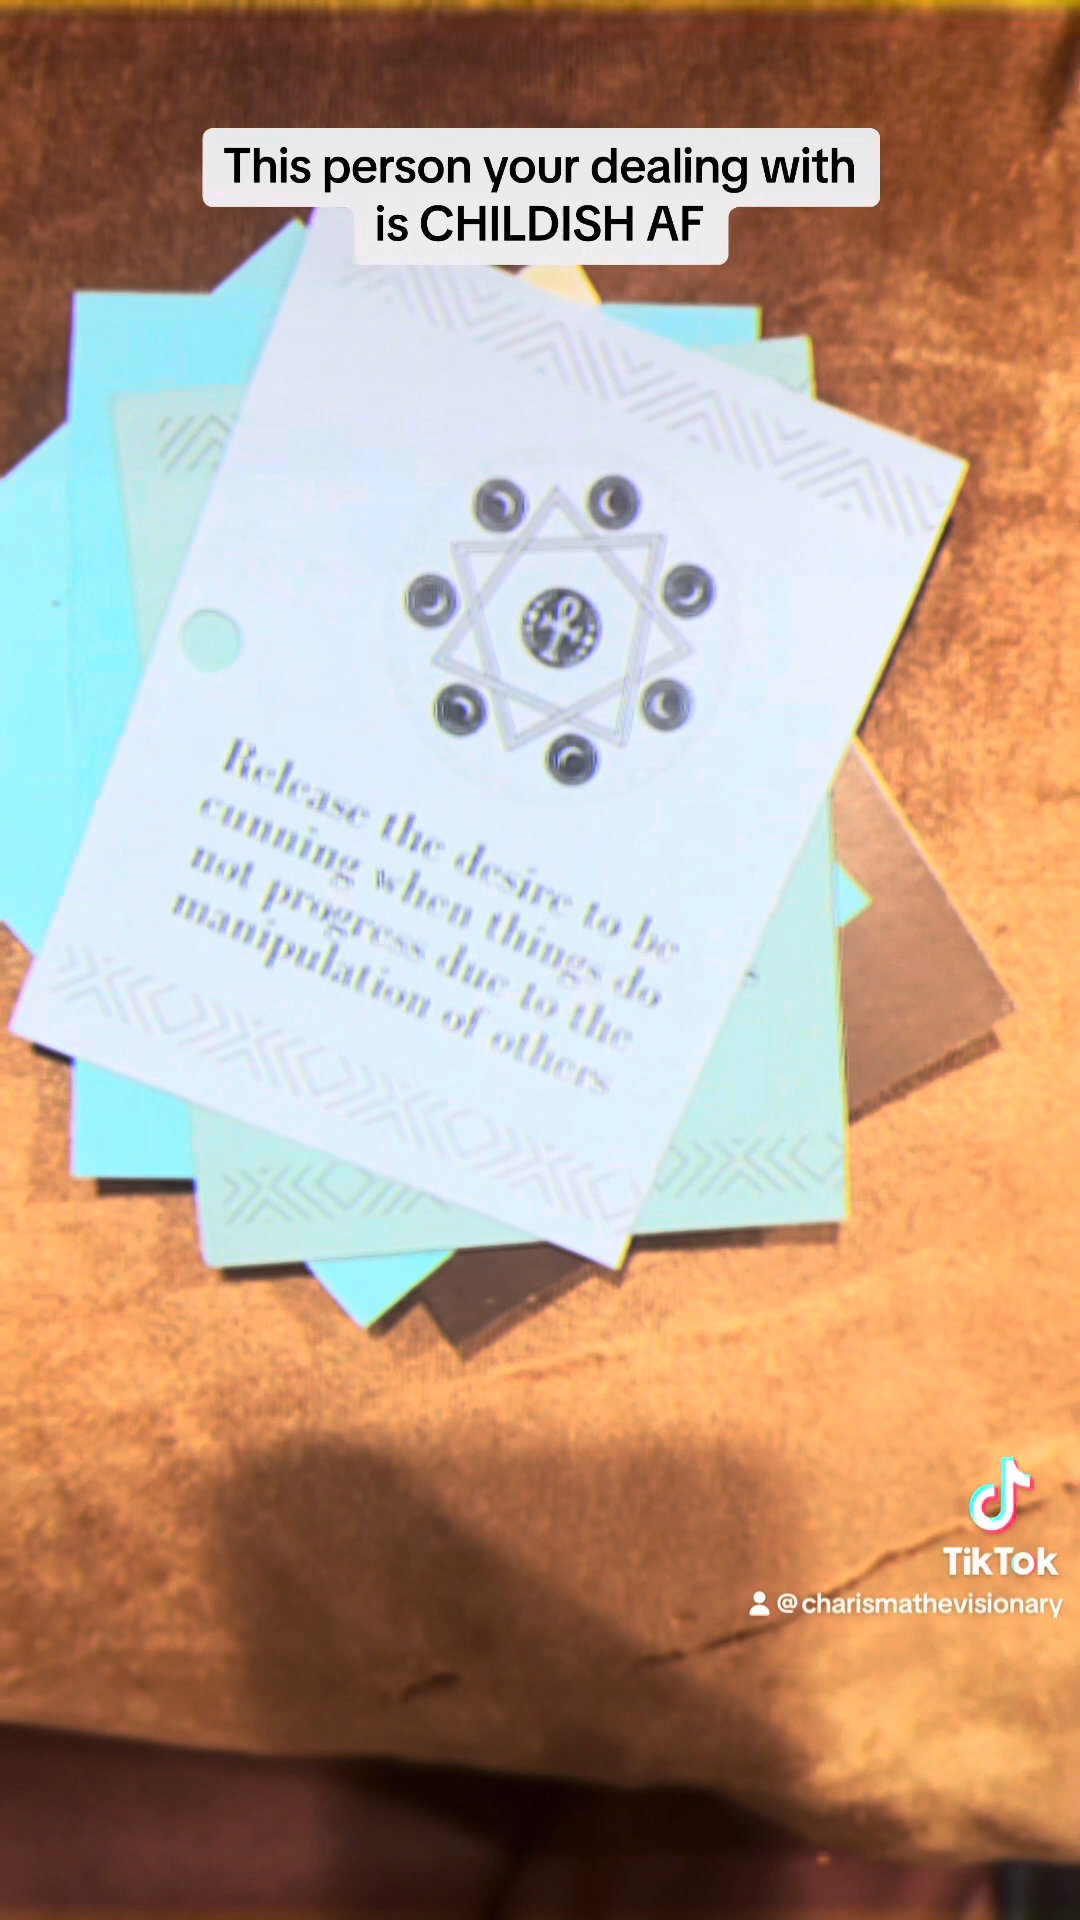 This person your dealing with
is CHILDISH AF
Release the desire to be
cunning when things do
not progress due to the
manipulation of others
TikTok
@charismathevisionary